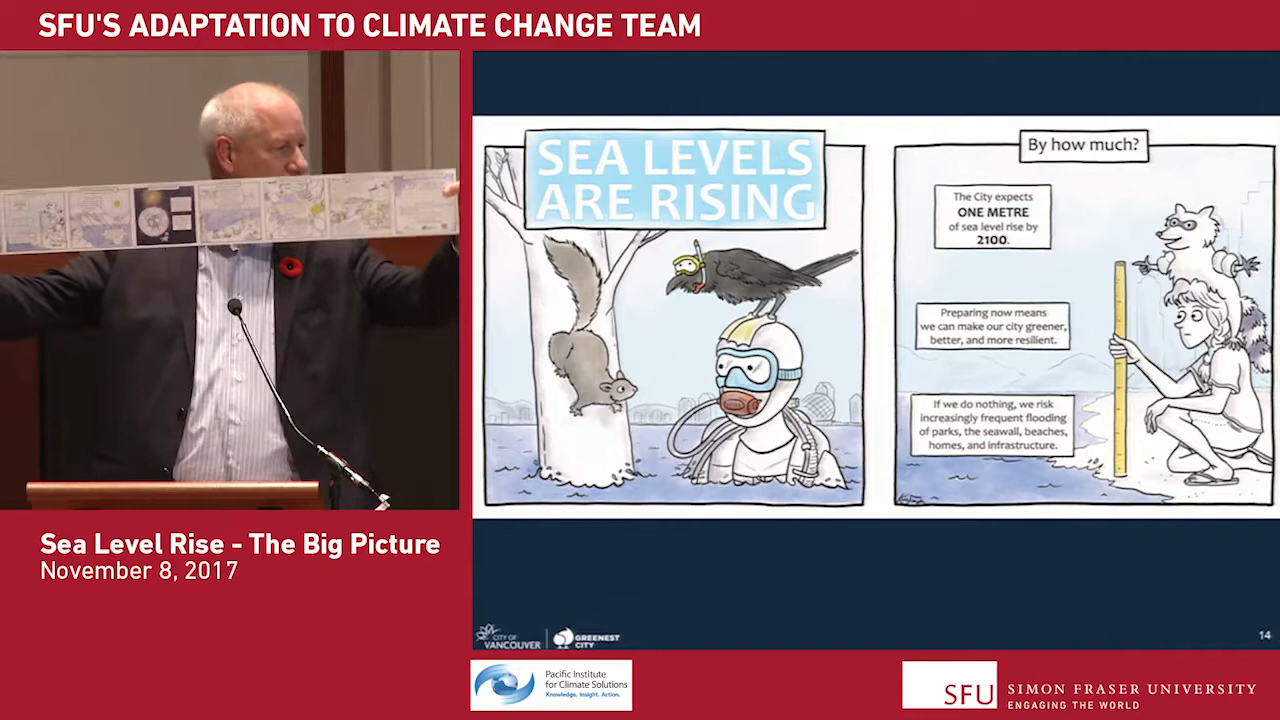 SFU'S ADAPTATION TO CLIMATE CHANGE TEAM
SEA LEVELS
ARE RISING
By how much?
The City expects
ONE METRE
of sea level rise by
2100.
Preparing now means
we can make our city greener,
better, and more resilient.
If we do nothing, we risk
increasingly frequent flooding
of parks, the seawall, beaches,
homes, and infrastructure.
Sea Level Rise - The Big Picture
November 8, 2017
CITY OF
VANCOUVER
GREENEST
CITY
14
Pacific Institute
for Climate Solutions
Knowledge. Insight. Action.
SFU
SIMON FRASER UNIVERSITY
ENGAGING THE WORLD